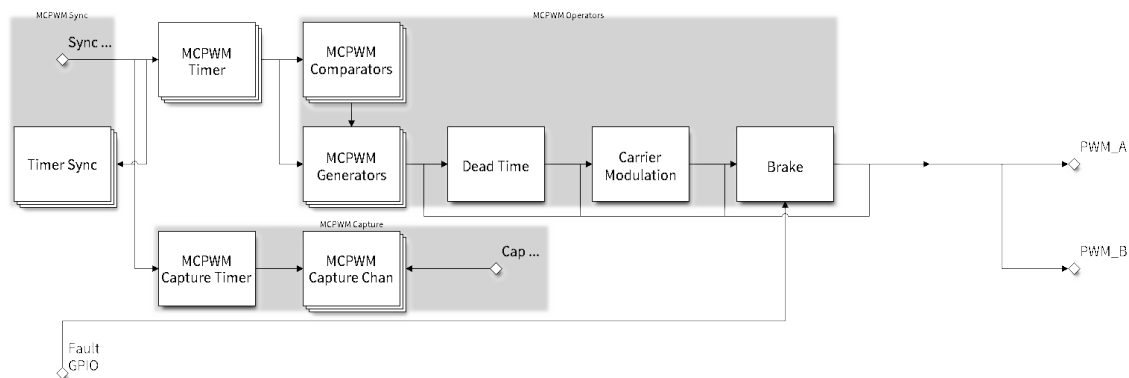 MCPWM Sync
MCPWM Operators
Sync ...
MCPWM
Timer
MCPWM
Comparators
Timer Sync
MCPWM
Generators
Dead Time
Carrier
Modulation
Brake
PWM_A
MCPWM Capture
MCPWM
Capture Timer
MCPWM
Capture Chan
Cap ...
PWM_B
Fault
GPIO